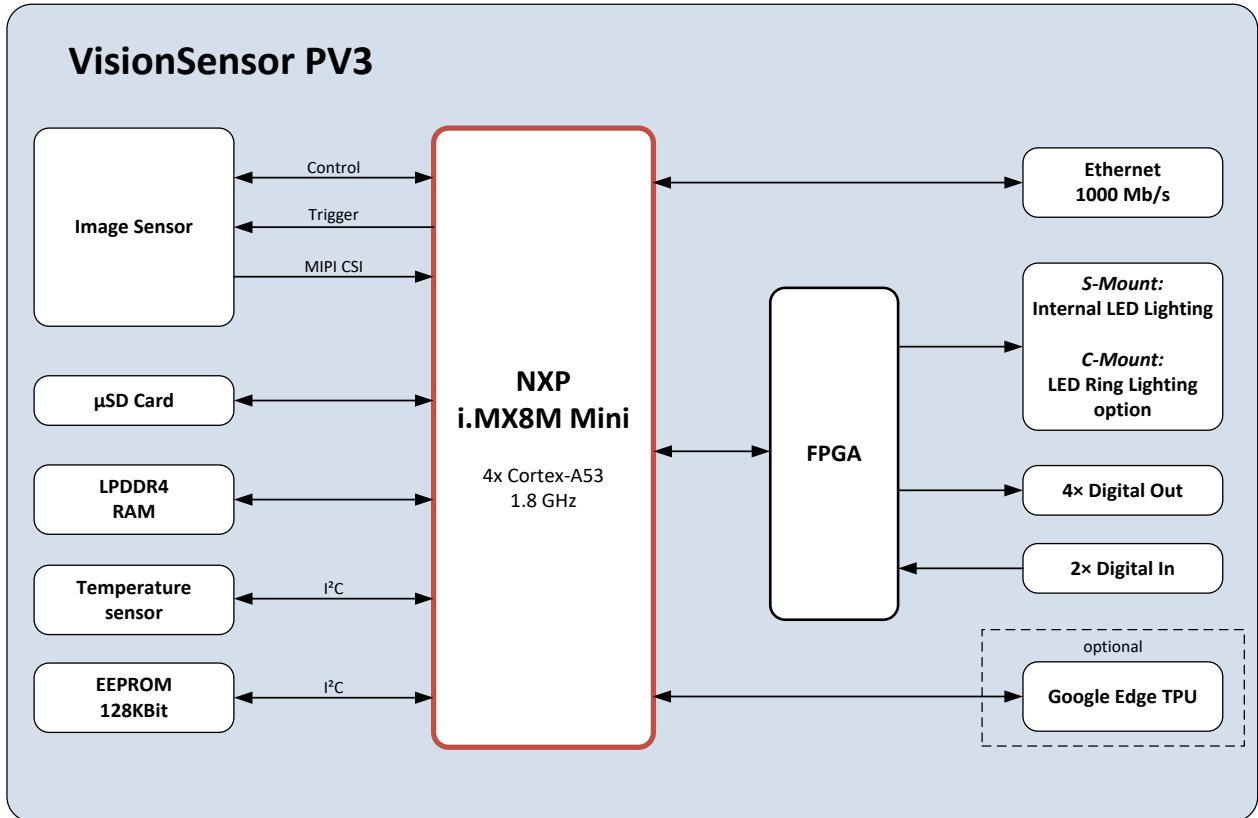 VisionSensor PV3
Image Sensor
Control
Trigger
MIPI CSI
µSD Card
LPDDR4
RAM
Temperature
sensor
I²C
EEPROM
128KBit
I²C
NXP
i.MX8M Mini
4x Cortex-A53
1.8 GHz
FPGA
Ethernet
1000 Mb/s
S-Mount:
Internal LED Lighting
C-Mount:
LED Ring Lighting
option
4× Digital Out
2× Digital In
optional
Google Edge TPU